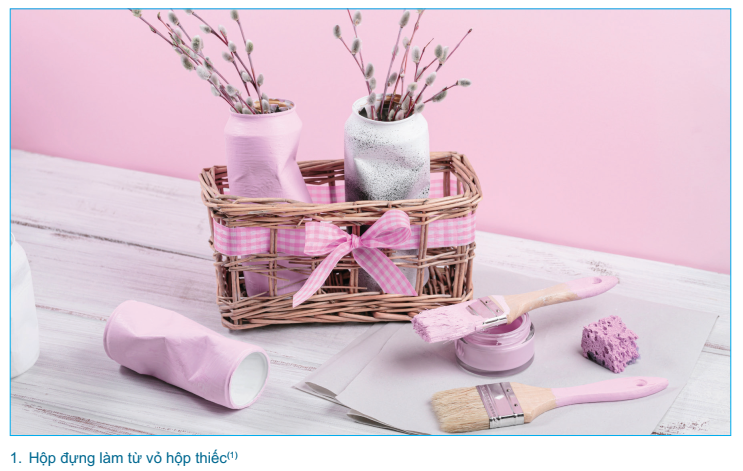 1. Hộp đựng làm từ vỏ hộp thiếc(1)